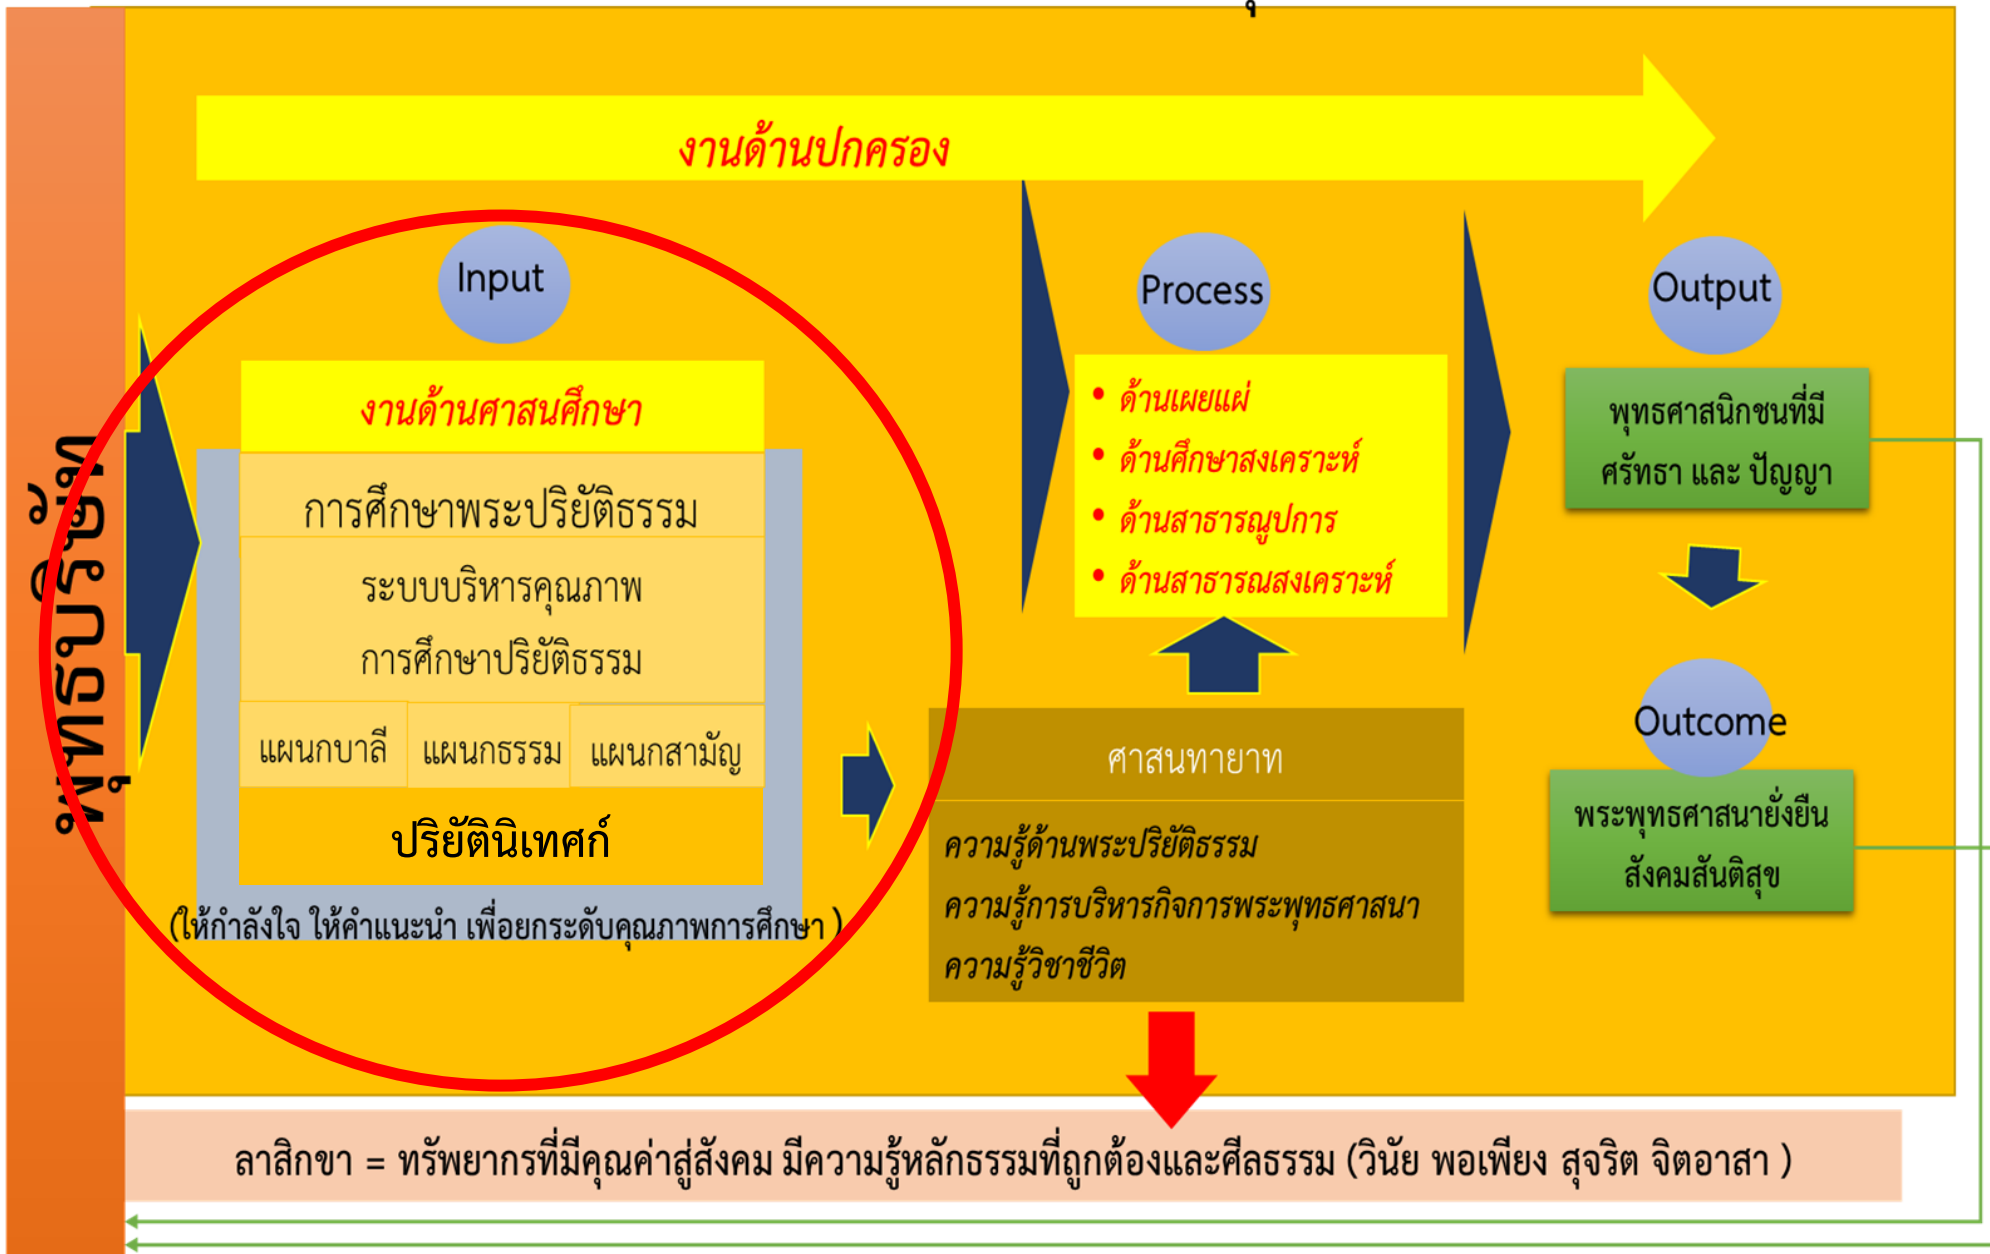 งานด้านปกครอง
พุทธบริษัท
Input
งานด้านศาสนศึกษา
การศึกษาพระปริยัติธรรม
ระบบบริหารคุณภาพ
การศึกษาปริยัติธรรม
แผนกบาลี แผนกธรรม แผนกสามัญ
ปริยัตินิเทศก์
(ให้กำลังใจ ให้คำแนะนำ เพื่อยกระดับคุณภาพการศึกษา )
Process
• ด้านเผยแผ่
• ด้านศึกษาสงเคราะห์
• ด้านสาธารณูปการ
• ด้านสาธารณสงเคราะห์
ศาสนทายาท
ความรู้ด้านพระปริยัติธรรม
ความรู้การบริหารกิจการพระพุทธศาสนา
ความรู้วิชาชีวิต
Output
พุทธศาสนิกชนที่มี
ศรัทธา และ ปัญญา
Outcome
พระพุทธศาสนายั่งยืน
สังคมสันติสุข
ลาสิกขา = ทรัพยากรที่มีคุณค่าสู่สังคม มีความรู้หลักธรรมที่ถูกต้องและศีลธรรม (วินัย พอเพียง สุจริต จิตอาสา )